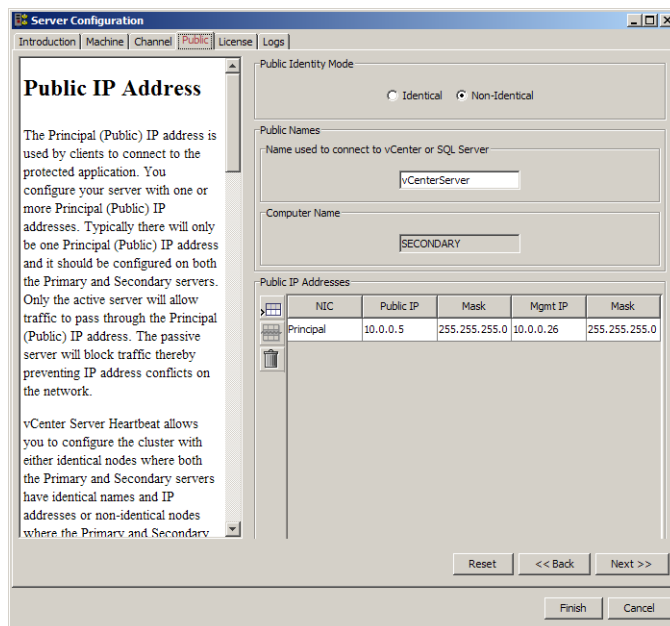 Server Configuration
Introduction Machine Channel Public License Logs
Public IP Address
The Principal (Public) IP address is
used by clients to connect to the
protected application. You
configure your server with one or
more Principal (Public) IP
addresses. Typically there will only
be one Principal (Public) IP address
and it should be configured on both
the Primary and Secondary servers.
Only the active server will allow
traffic to pass through the Principal
(Public) IP address. The passive
server will block traffic thereby
preventing IP address conflicts on
the network.
vCenter Server Heartbeat allows
you to configure the cluster with
either identical nodes where both
the Primary and Secondary servers
have identical names and IP
addresses or non-identical nodes
where the Primary and Secondary
Public Identity Mode
Identical Non-Identical
Public Names
Name used to connect to vCenter or SQL Server
vCenterServer
Computer Name
SECONDARY
Public IP Addresses
NIC Public IP Mask Mgmt IP Mask
Principal 10.0.0.5 255.255.255.0 10.0.0.26 255.255.255.0
Reset << Back Next >>
Finish Cancel